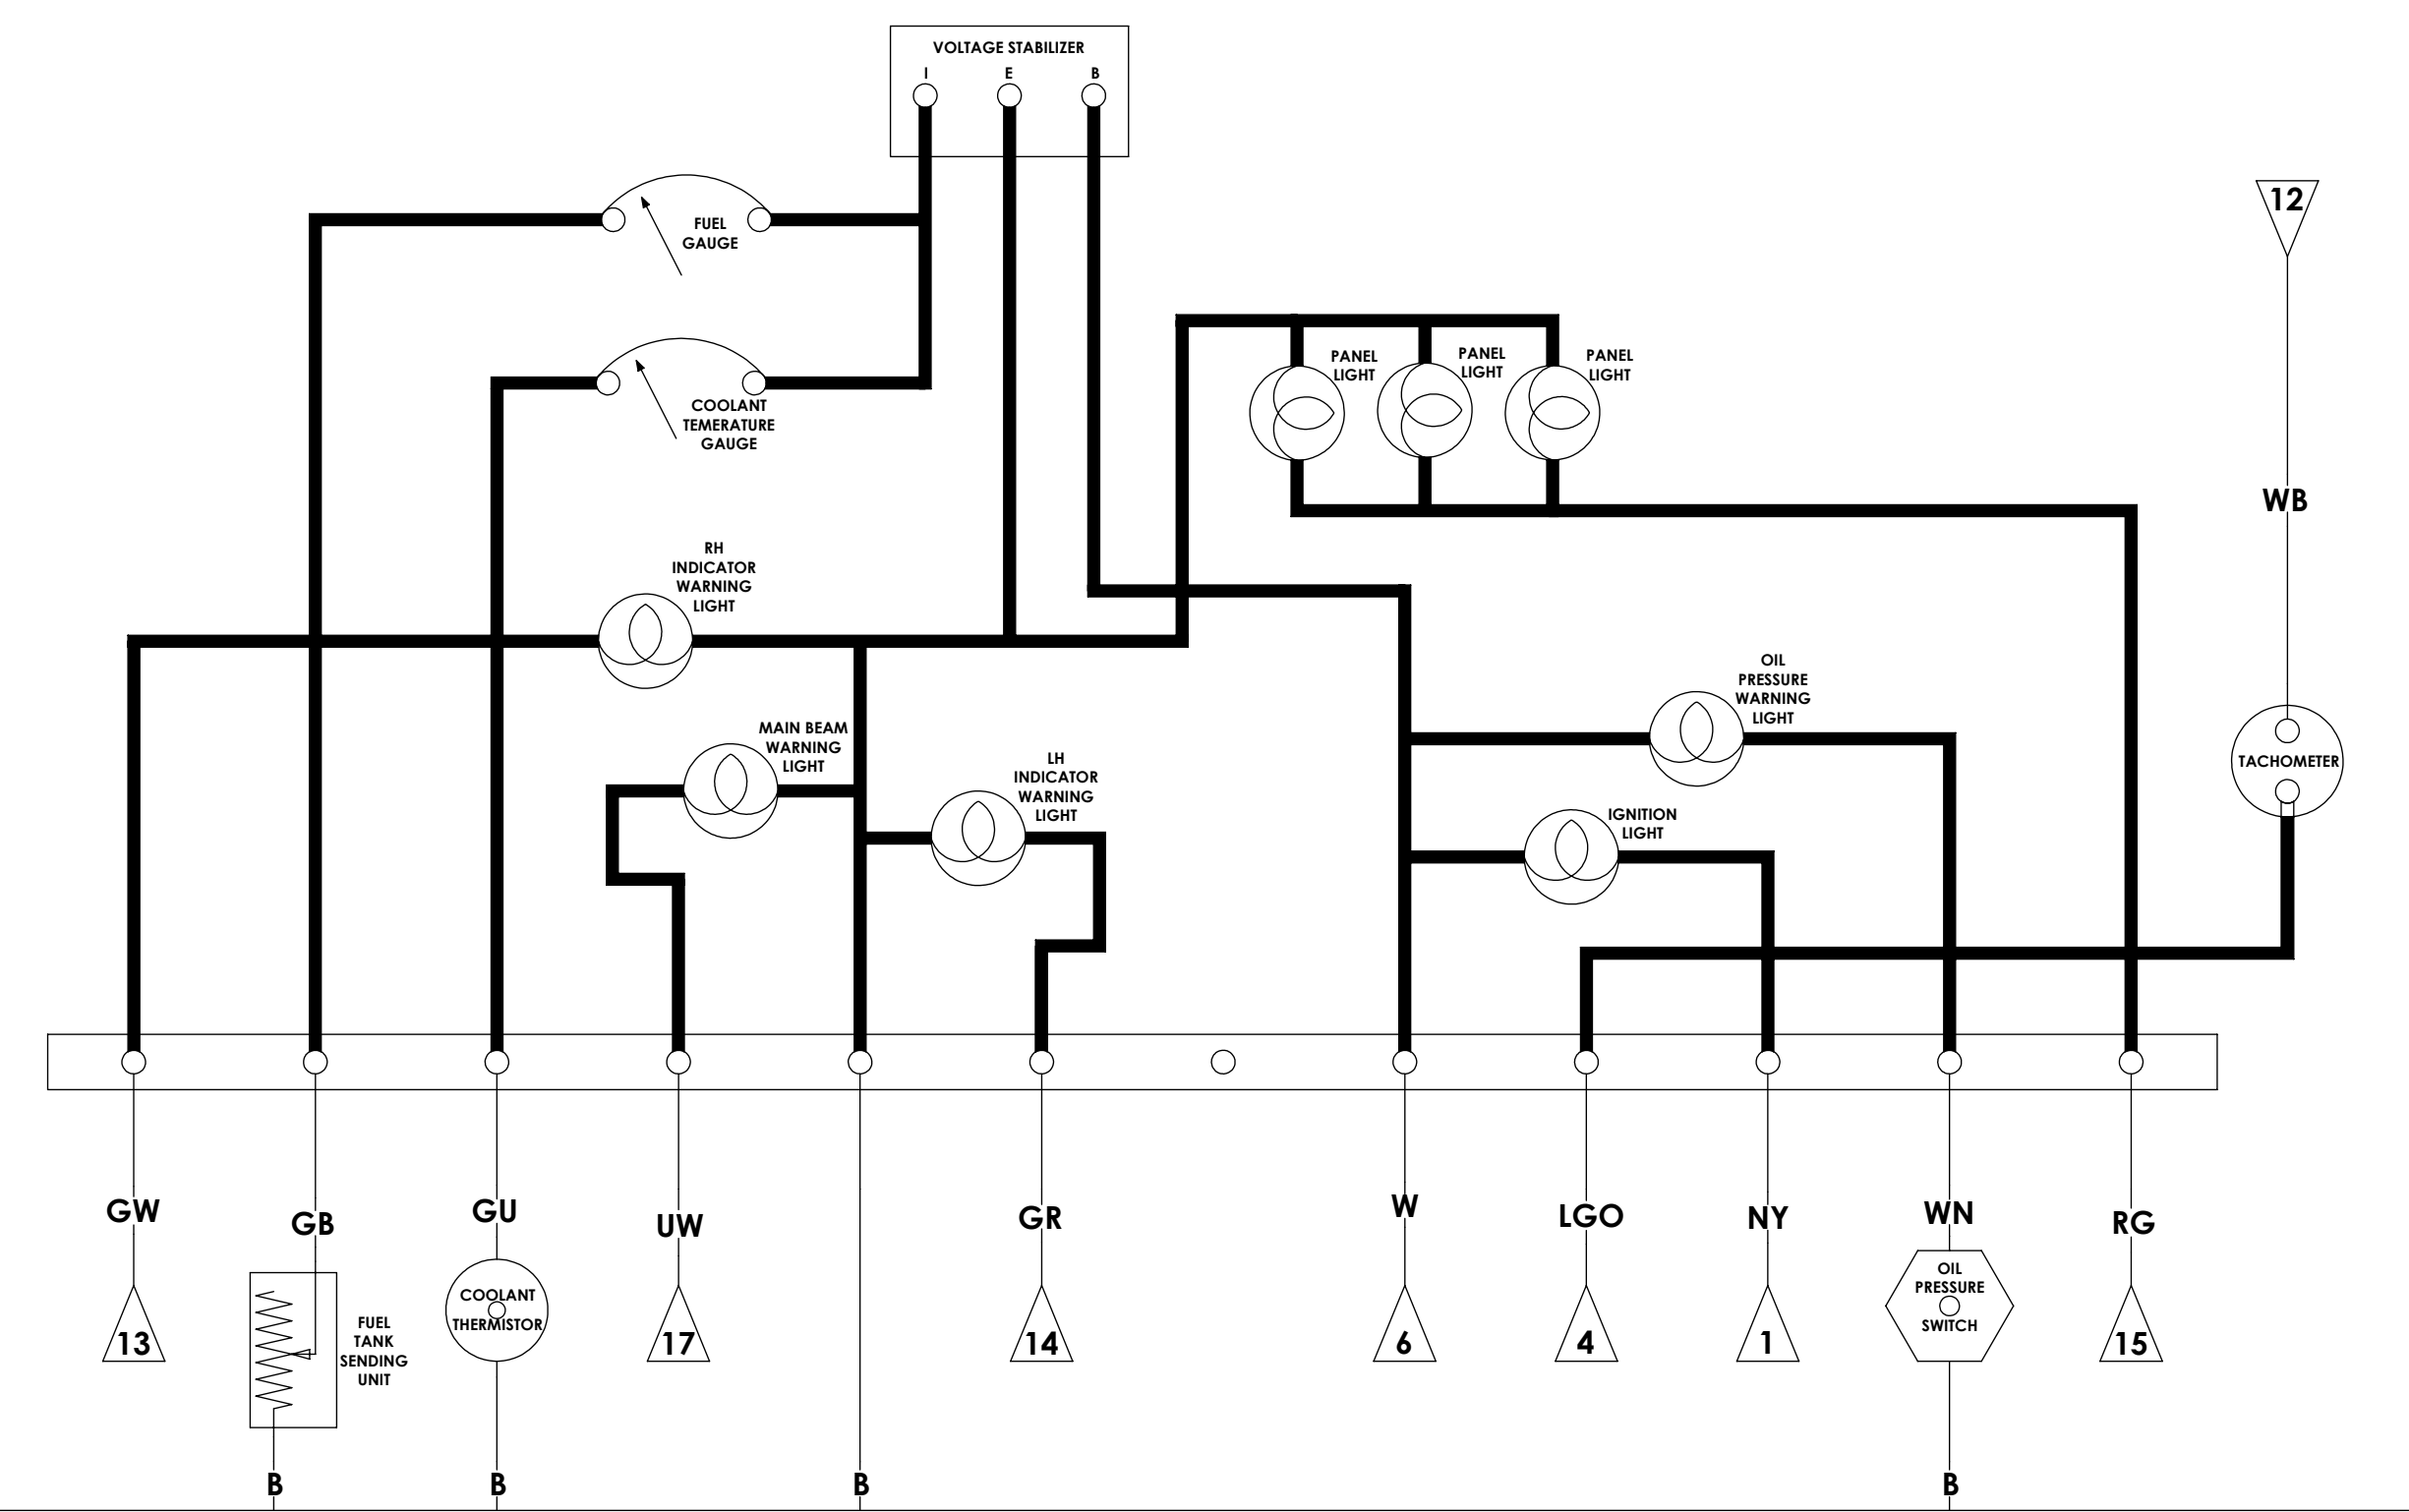 VOLTAGE STABILIZER
I E B
FUEL
GAUGE
COOLANT
TEMERATURE
GAUGE
12
PANEL
LIGHT
PANEL
LIGHT
PANEL
LIGHT
WB
RH
INDICATOR
WARNING
LIGHT
MAIN BEAM
WARNING
LIGHT
LH
INDICATOR
WARNING
LIGHT
OIL
PRESSURE
WARNING
LIGHT
IGNITION
LIGHT
TACHOMETER
GW
GB
GU
UW
GR
W
LGO
NY
WN
RG
13
FUEL
TANK
SENDING
UNIT
COOLANT
THERMISTOR
17
14
6
4
1
OIL
PRESSURE
SWITCH
15
B
B
B
B